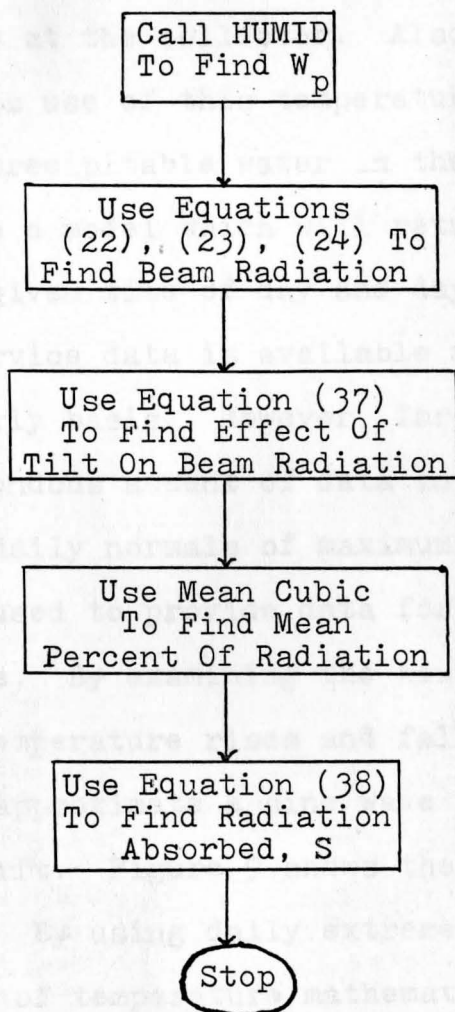 Call HUMID
To Find Wp
Use Equations
(22), (23), (24) To
Find Beam Radiation
Use Equation (37)
To Find Effect Of
Tilt On Beam Radiation
Use Mean Cubic
To Find Mean
Percent Of Radiation
Use Equation (38)
To Find Radiation
Absorbed, S
Stop